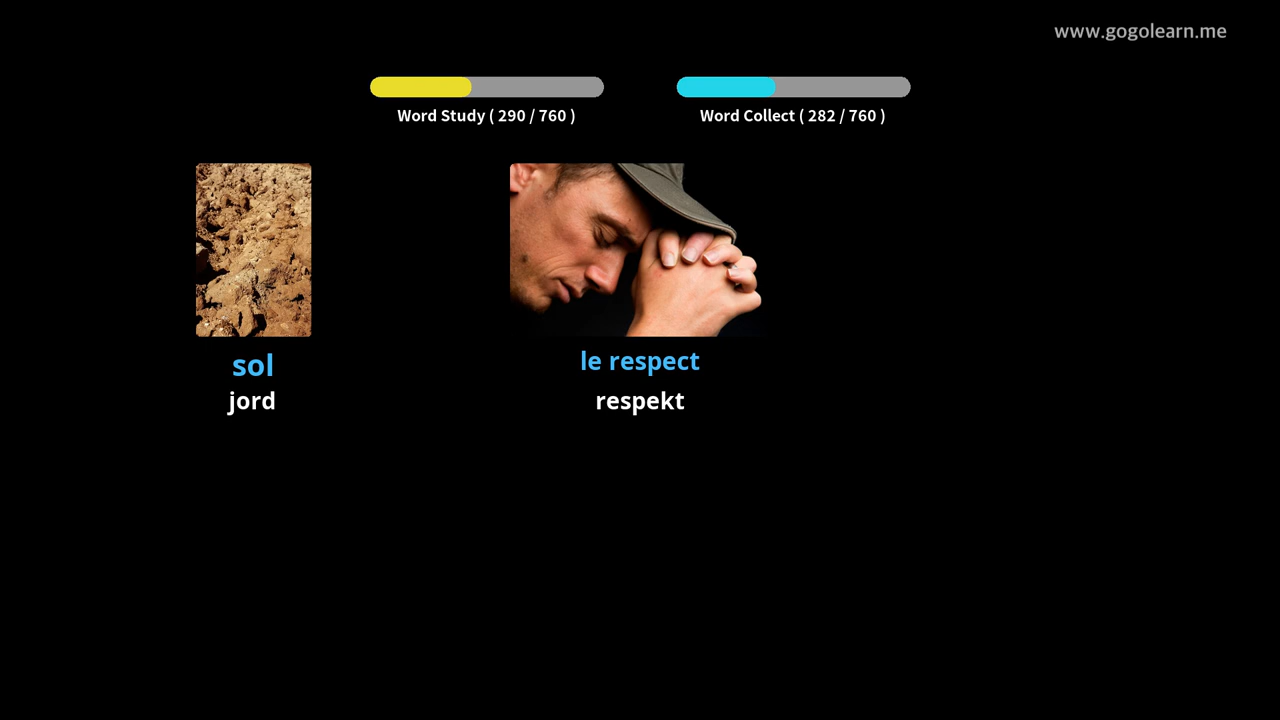 www.gogolearn.me
Word Study ( 290 / 760 )
Word Collect ( 282 / 760 )
sol
jord
le respect
respekt